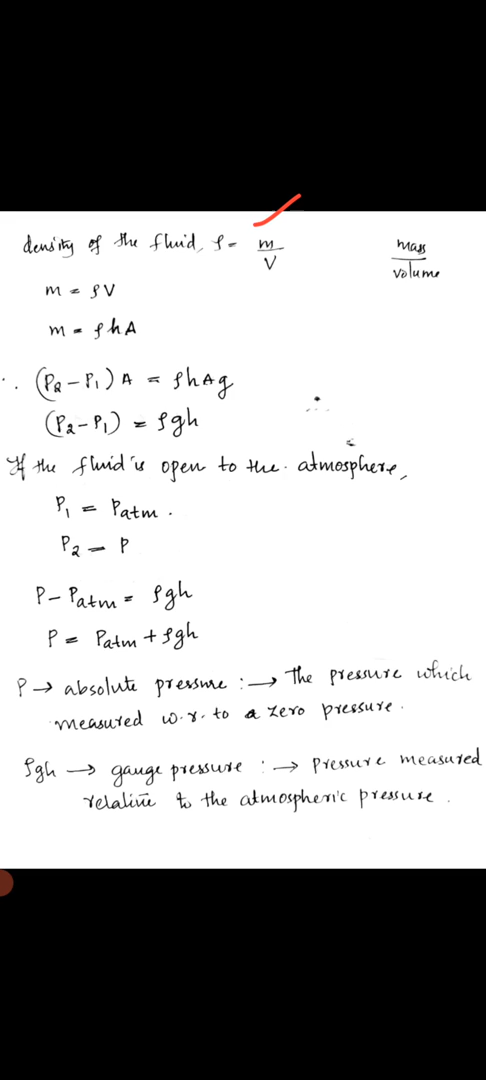 density of the fluid, ρ = m/V mass/volume
m = ρV
m = ρhA
∴ (P₂ − P₁) A = ρhAg
(P₂ − P₁) = ρgh
If the fluid is open to the atmosphere,
P₁ = Patm.
P₂ = P
P − Patm = ρgh
P = Patm + ρgh
P → absolute pressure : → The pressure which
measured w.r. to a zero pressure.
ρgh → gauge pressure : → Pressure measured
relative to the atmospheric pressure.